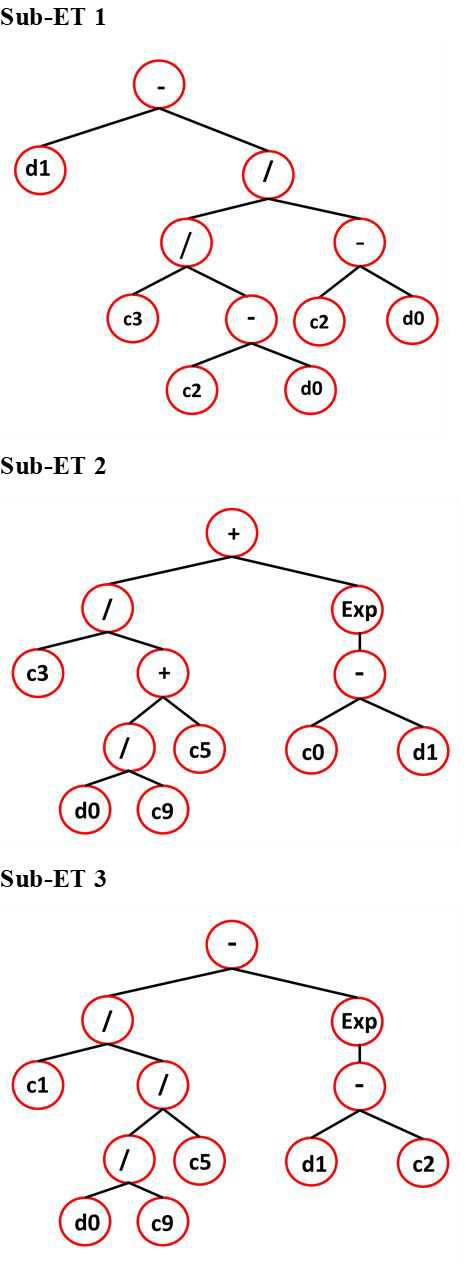 Sub-ET 1
-
d1 /
/ -
c3 - c2 d0
c2 d0
Sub-ET 2
+
/ Exp
c3 + -
/ c5 c0 d1
d0 c9
Sub-ET 3
-
/ Exp
c1 / -
/ c5 d1 c2
d0 c9